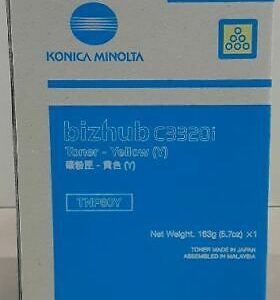 KONICA MINOLTA
bizhub C3320i
Toner - Yellow (Y)
碳粉匣 - 黃色 (Y)
TNP80Y
Net Weight. 163g (5.7oz) ×1
TONER MADE IN JAPAN
ASSEMBLED IN MALAYSIA